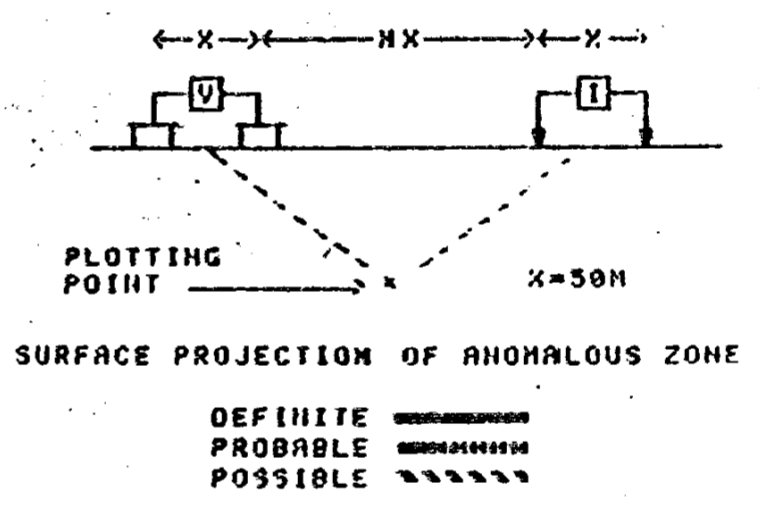 X NX X
V I
PLOTTING
POINT x X=50M
SURFACE PROJECTION OF ANOMALOUS ZONE
DEFINITE
PROBABLE
POSSIBLE